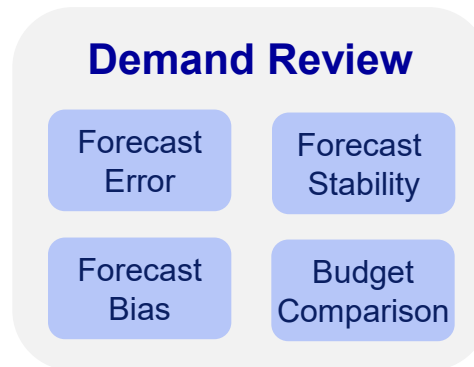 Demand Review
Forecast
Error
Forecast
Stability
Forecast
Bias
Budget
Comparison